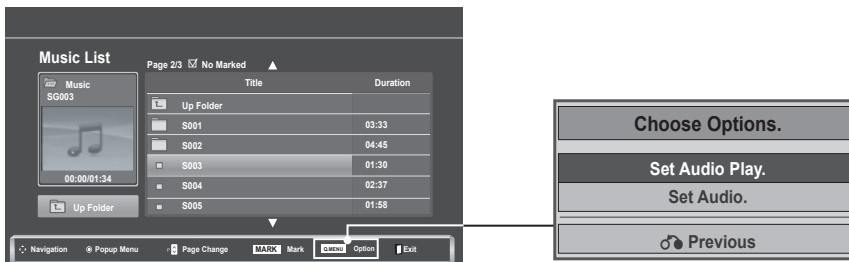 Music List
Page 2/3 No Marked
Music
SG003
00:00/01:34
Up Folder
Title Duration
Up Folder
S001 03:33
S002 04:45
S003 01:30
S004 02:37
S005 01:58
Navigation Popup Menu Page Change MARK Mark Q.MENU Option Exit
Choose Options.
Set Audio Play.
Set Audio.
Previous